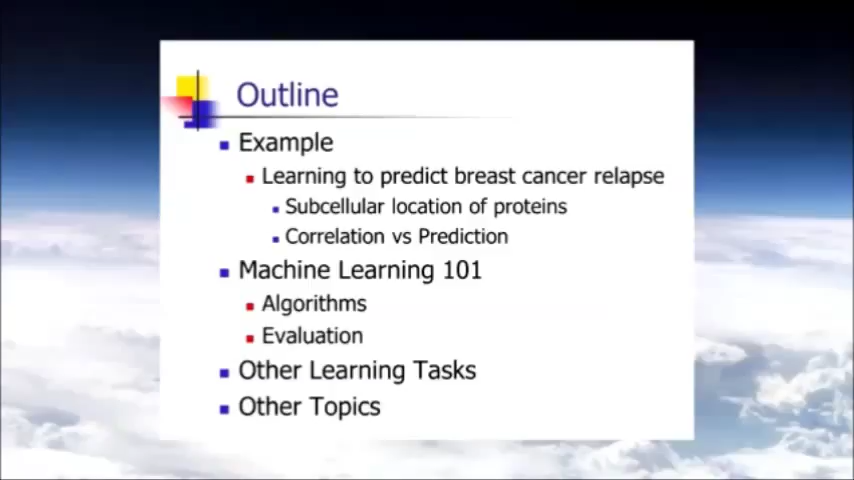 Outline
Example
Learning to predict breast cancer relapse
Subcellular location of proteins
Correlation vs Prediction
Machine Learning 101
Algorithms
Evaluation
Other Learning Tasks
Other Topics